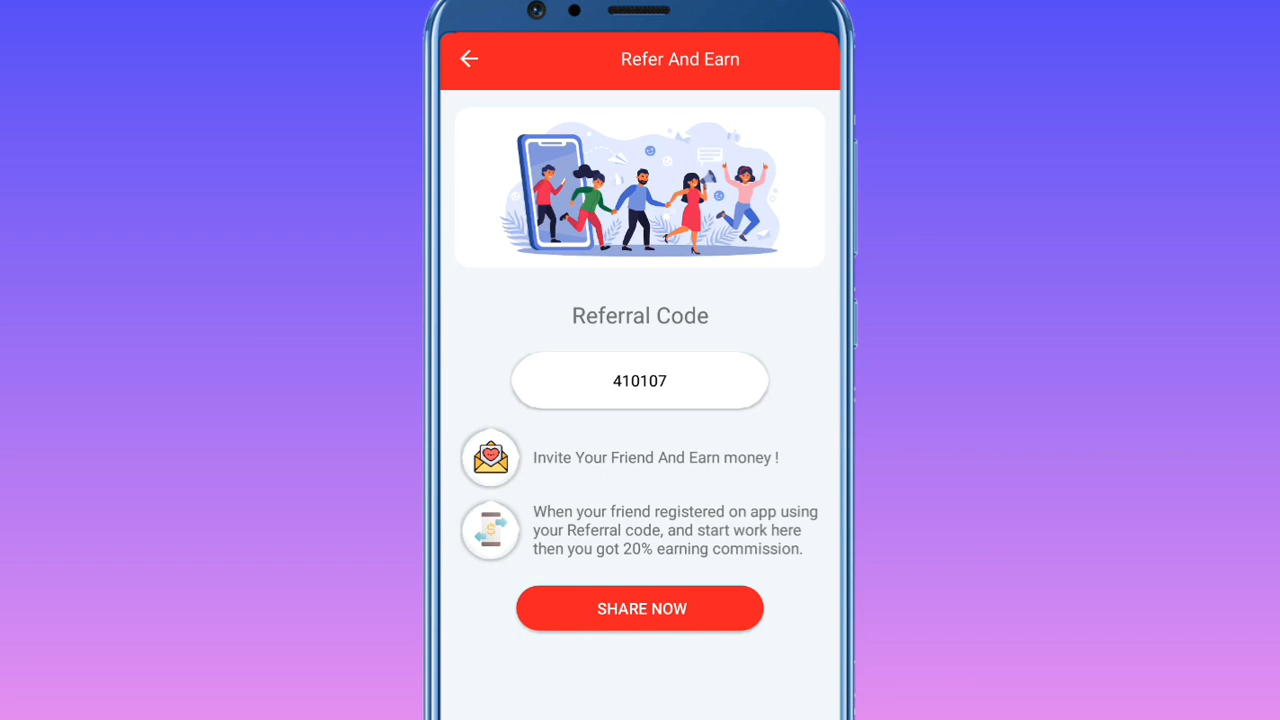 Refer And Earn
Referral Code
410107
Invite Your Friend And Earn money !
When your friend registered on app using
your Referral code, and start work here
then you got 20% earning commission.
SHARE NOW